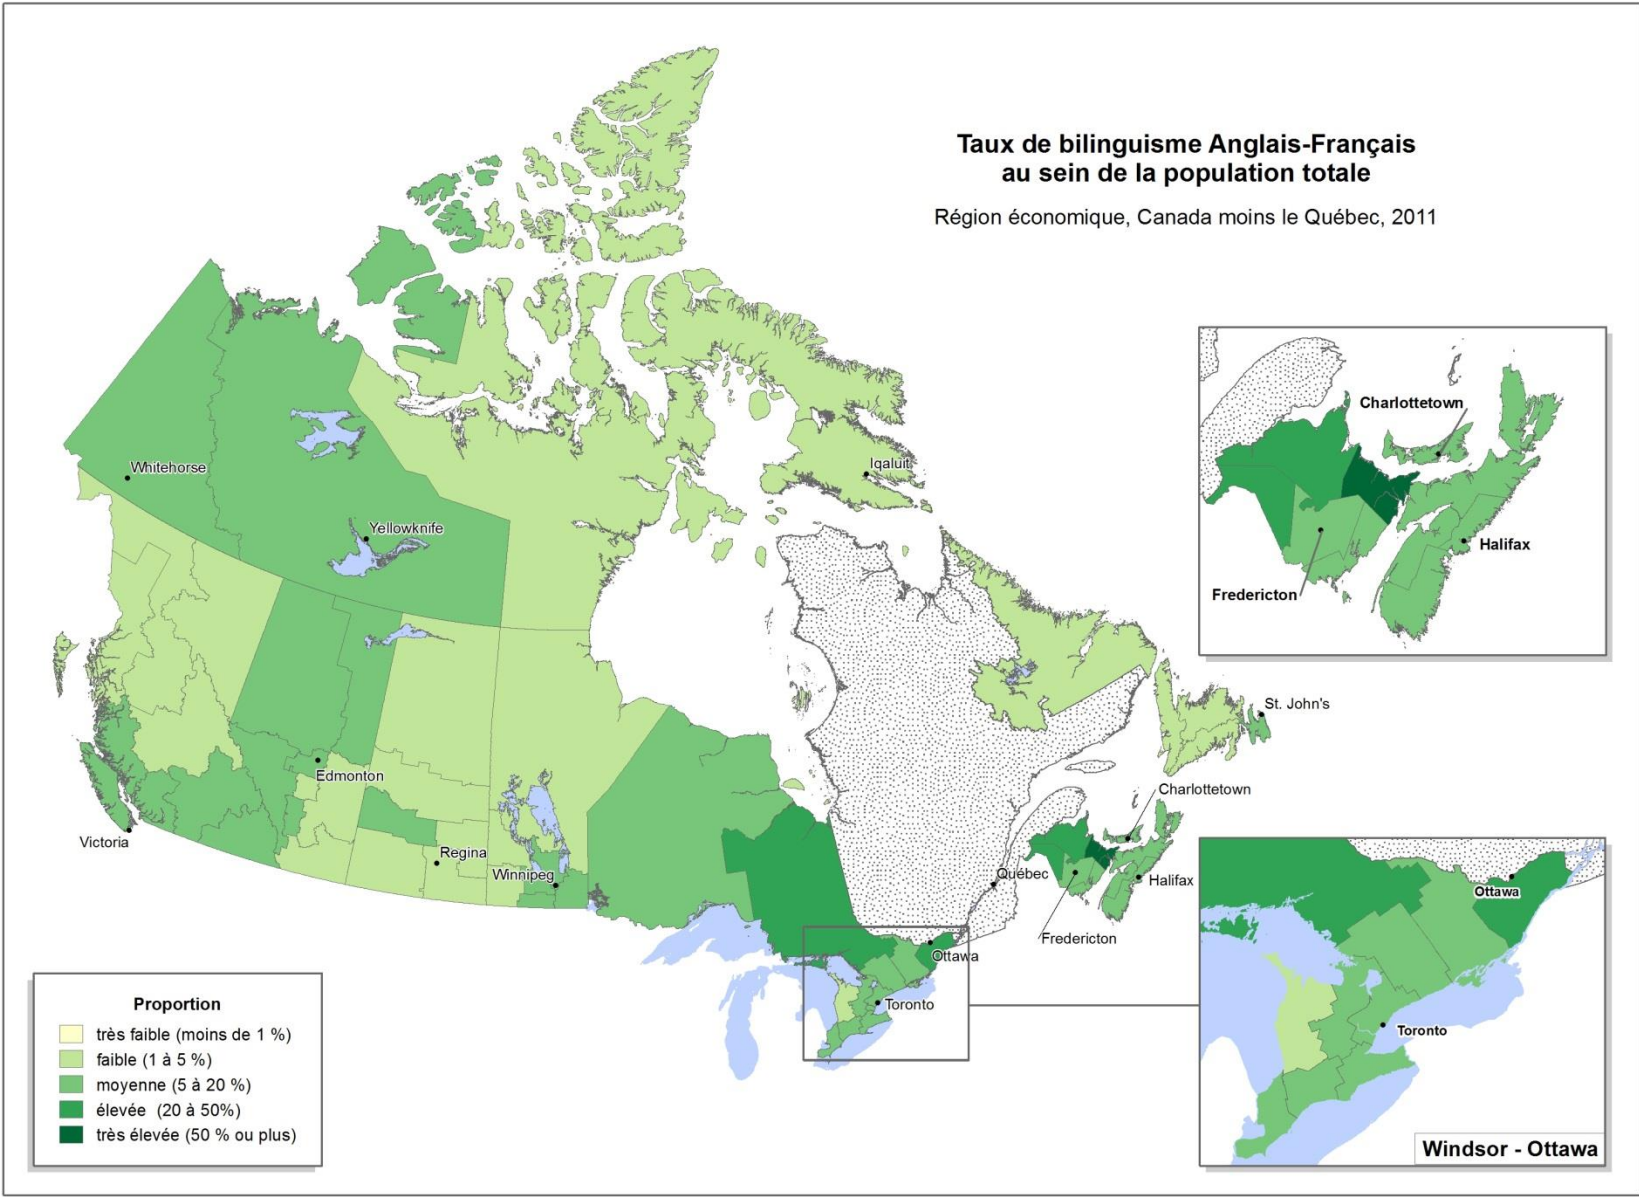 Taux de bilinguisme Anglais-Français
au sein de la population totale
Région économique, Canada moins le Québec, 2011
Whitehorse
Yellowknife
Iqaluit
Edmonton
Victoria
Regina
Winnipeg
St. John's
Charlottetown
Québec
Halifax
Fredericton
Ottawa
Toronto
Charlottetown
Halifax
Fredericton
Ottawa
Toronto
Windsor - Ottawa
Proportion
très faible (moins de 1 %)
faible (1 à 5 %)
moyenne (5 à 20 %)
élevée (20 à 50%)
très élevée (50 % ou plus)